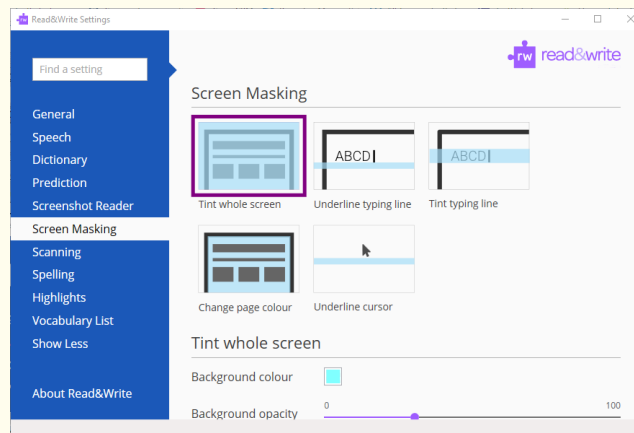 rw Read&Write Settings
rw read&write
Find a setting
General
Speech
Dictionary
Prediction
Screenshot Reader
Screen Masking
Scanning
Spelling
Highlights
Vocabulary List
Show Less
About Read&Write
Screen Masking
ABCD
ABCD
Tint whole screen
Underline typing line
Tint typing line
Change page colour
Underline cursor
Tint whole screen
Background colour
0 100
Background opacity